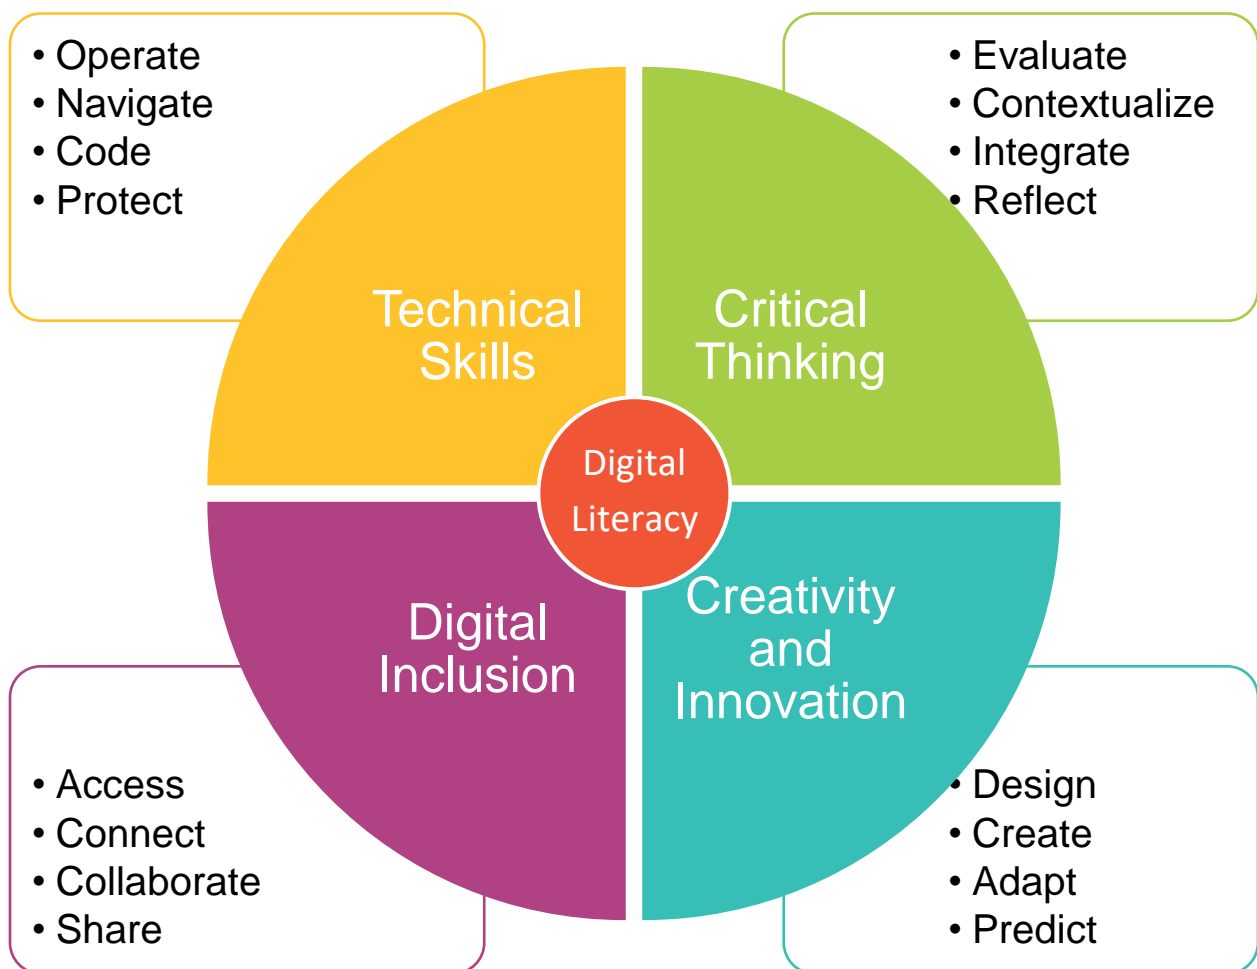 • Operate
• Navigate
• Code
• Protect
• Evaluate
• Contextualize
• Integrate
• Reflect
Technical
Skills
Critical
Thinking
Digital
Literacy
Digital
Inclusion
Creativity
and
Innovation
• Access
• Connect
• Collaborate
• Share
• Design
• Create
• Adapt
• Predict